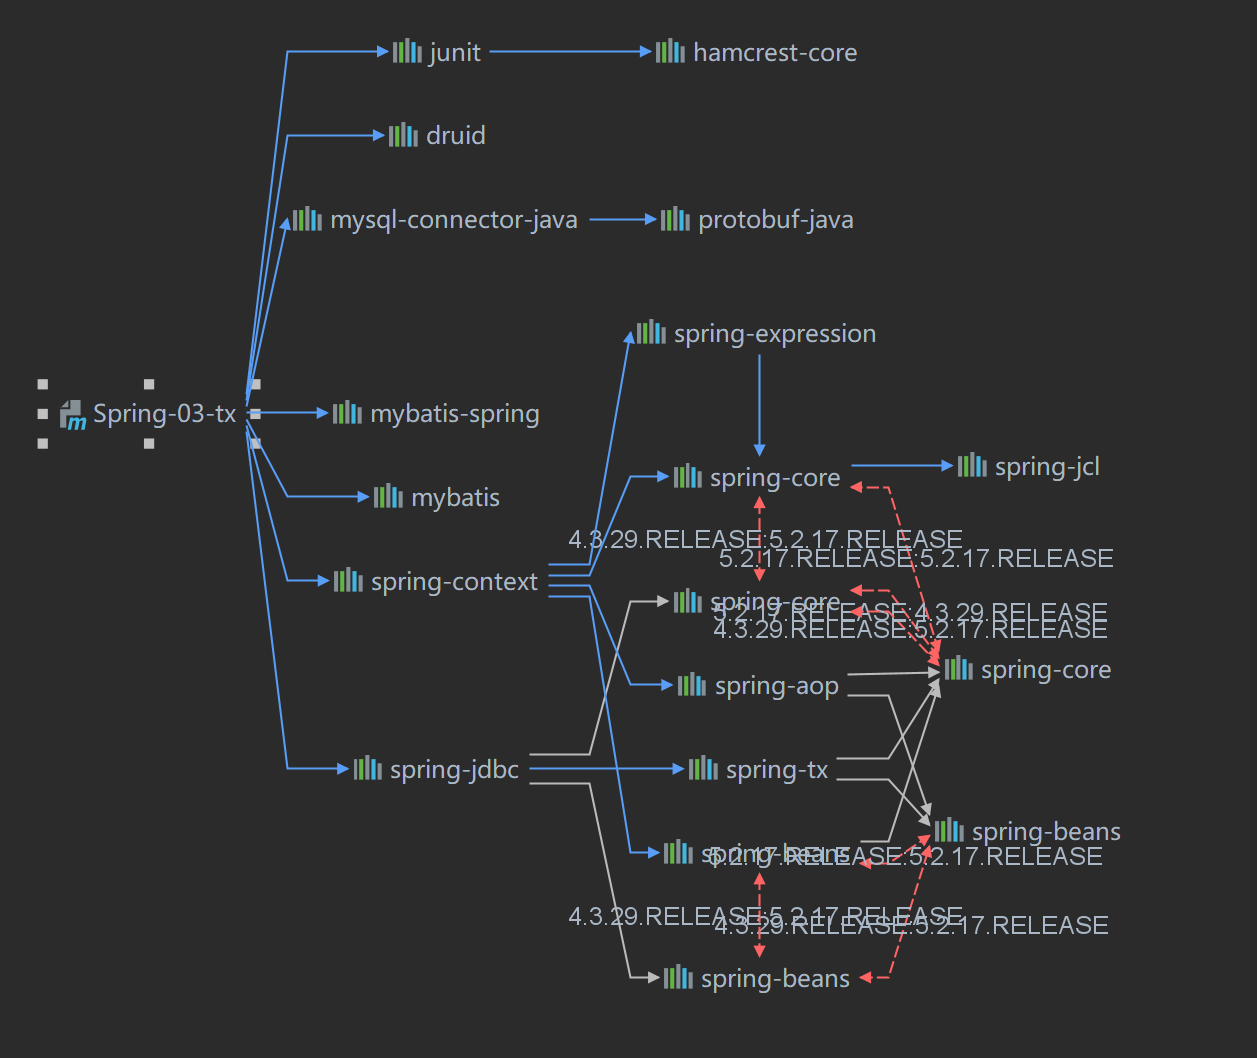 junit
hamcrest-core
druid
mysql-connector-java
protobuf-java
spring-expression
Spring-03-tx
mybatis-spring
spring-core
spring-jcl
mybatis
4.3.29.RELEASE:5.2.17.RELEASE
5.2.17.RELEASE:5.2.17.RELEASE
spring-context
spring-core
5.2.17.RELEASE:4.3.29.RELEASE
4.3.29.RELEASE:5.2.17.RELEASE
spring-core
spring-aop
spring-jdbc
spring-tx
spring-beans
spring-beans
5.2.17.RELEASE:5.2.17.RELEASE
4.3.29.RELEASE:5.2.17.RELEASE
4.3.29.RELEASE:5.2.17.RELEASE
spring-beans